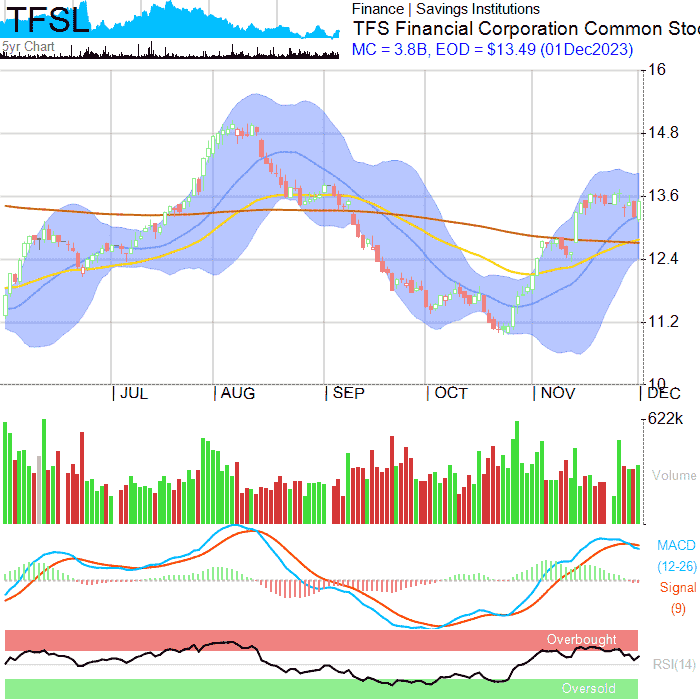 TFSL
5yr Chart
Finance | Savings Institutions
TFS Financial Corporation Common Sto
MC = 3.8B, EOD = $13.49 (01Dec2023)
16
14.8
13.6
12.4
11.2
10
JUL AUG SEP OCT NOV DEC
622k
Volume
MACD
(12-26)
Signal
(9)
Overbought
RSI(14)
Oversold